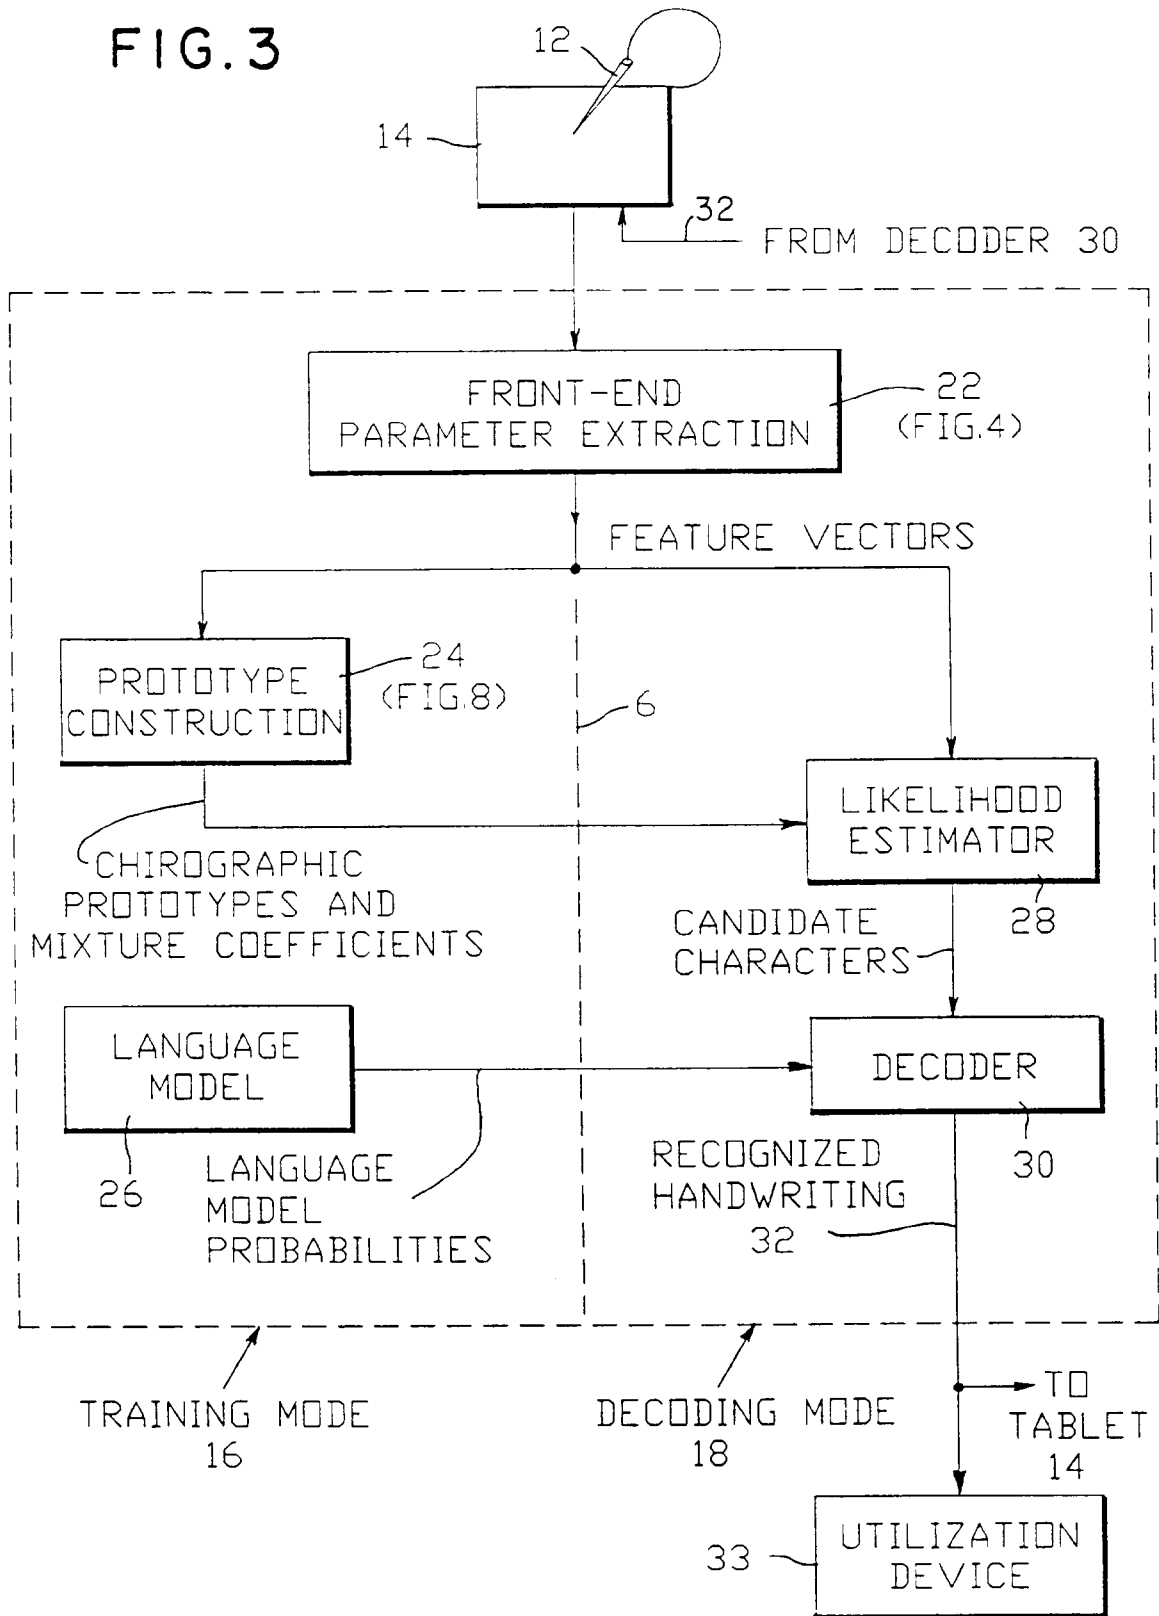 FIG.3
12
14
32
FROM DECODER 30
FRONT-END
PARAMETER EXTRACTION
22
(FIG.4)
FEATURE VECTORS
PROTOTYPE
CONSTRUCTION
24
(FIG.8)
6
LIKELIHOOD
ESTIMATOR
28
CHIROGRAPHIC
PROTOTYPES AND
MIXTURE COEFFICIENTS
CANDIDATE
CHARACTERS
LANGUAGE
MODEL
26
DECODER
30
LANGUAGE
MODEL
PROBABILITIES
RECOGNIZED
HANDWRITING
32
TRAINING MODE
16
DECODING MODE
18
TO
TABLET
14
UTILIZATION
DEVICE
33